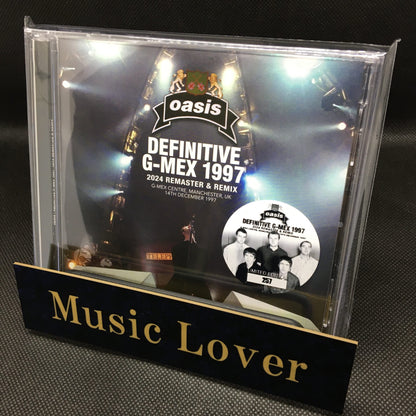 oasis
DEFINITIVE
G-MEX 1997
2024 REMASTER & REMIX
G-MEX CENTRE, MANCHESTER, UK
14TH DECEMBER 1997
oasis
DEFINITIVE G-MEX 1997
257
Music Lover